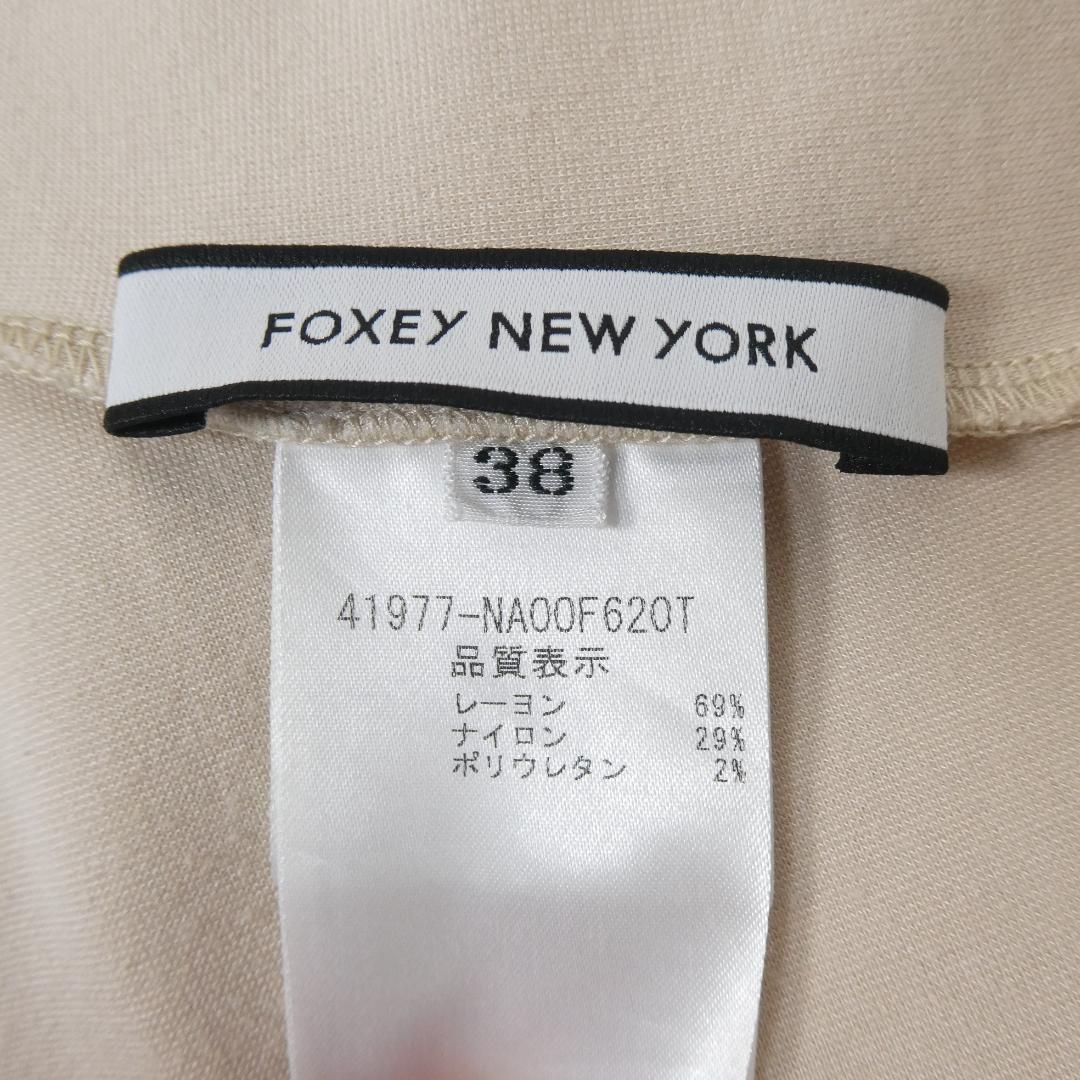 FOXEY NEW YORK
38
41977-NA00F620T
品質表示
レーヨン 69%
ナイロン 29%
ポリウレタン 2%